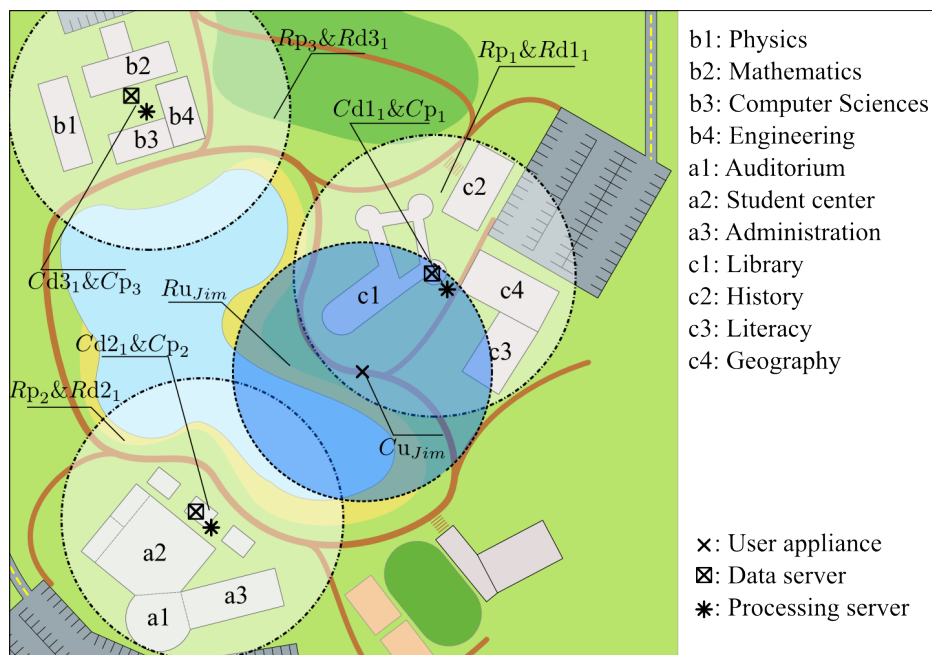 Rp₃&Rd3₁
Rp₁&Rd1₁
b2
Cd1₁&Cp₁
b1
b4
b3
c2
Cd3₁&Cp₃
Ru_Jim
c1
c4
Cd2₁&Cp₂
c3
Rp₂&Rd2₁
Cu_Jim
a2
a3
a1
b1: Physics
b2: Mathematics
b3: Computer Sciences
b4: Engineering
a1: Auditorium
a2: Student center
a3: Administration
c1: Library
c2: History
c3: Literacy
c4: Geography
: User appliance
: Data server
: Processing server